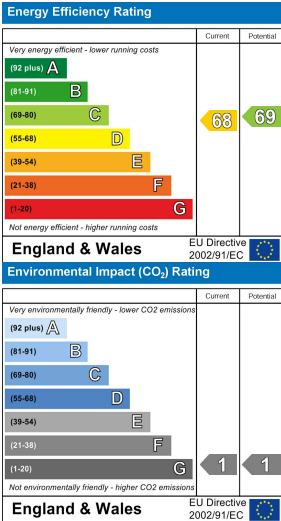 Energy Efficiency Rating
Current Potential
Very energy efficient - lower running costs
(92 plus) A
(81-91) B
(69-80) C
(55-68) D
(39-54) E
(21-38) F
(1-20) G
68 69
Not energy efficient - higher running costs
England & Wales
EU Directive
2002/91/EC
Environmental Impact (CO₂) Rating
Current Potential
Very environmentally friendly - lower CO2 emissions
(92 plus) A
(81-91) B
(69-80) C
(55-68) D
(39-54) E
(21-38) F
(1-20) G
1 1
Not environmentally friendly - higher CO2 emissions
England & Wales
EU Directive
2002/91/EC